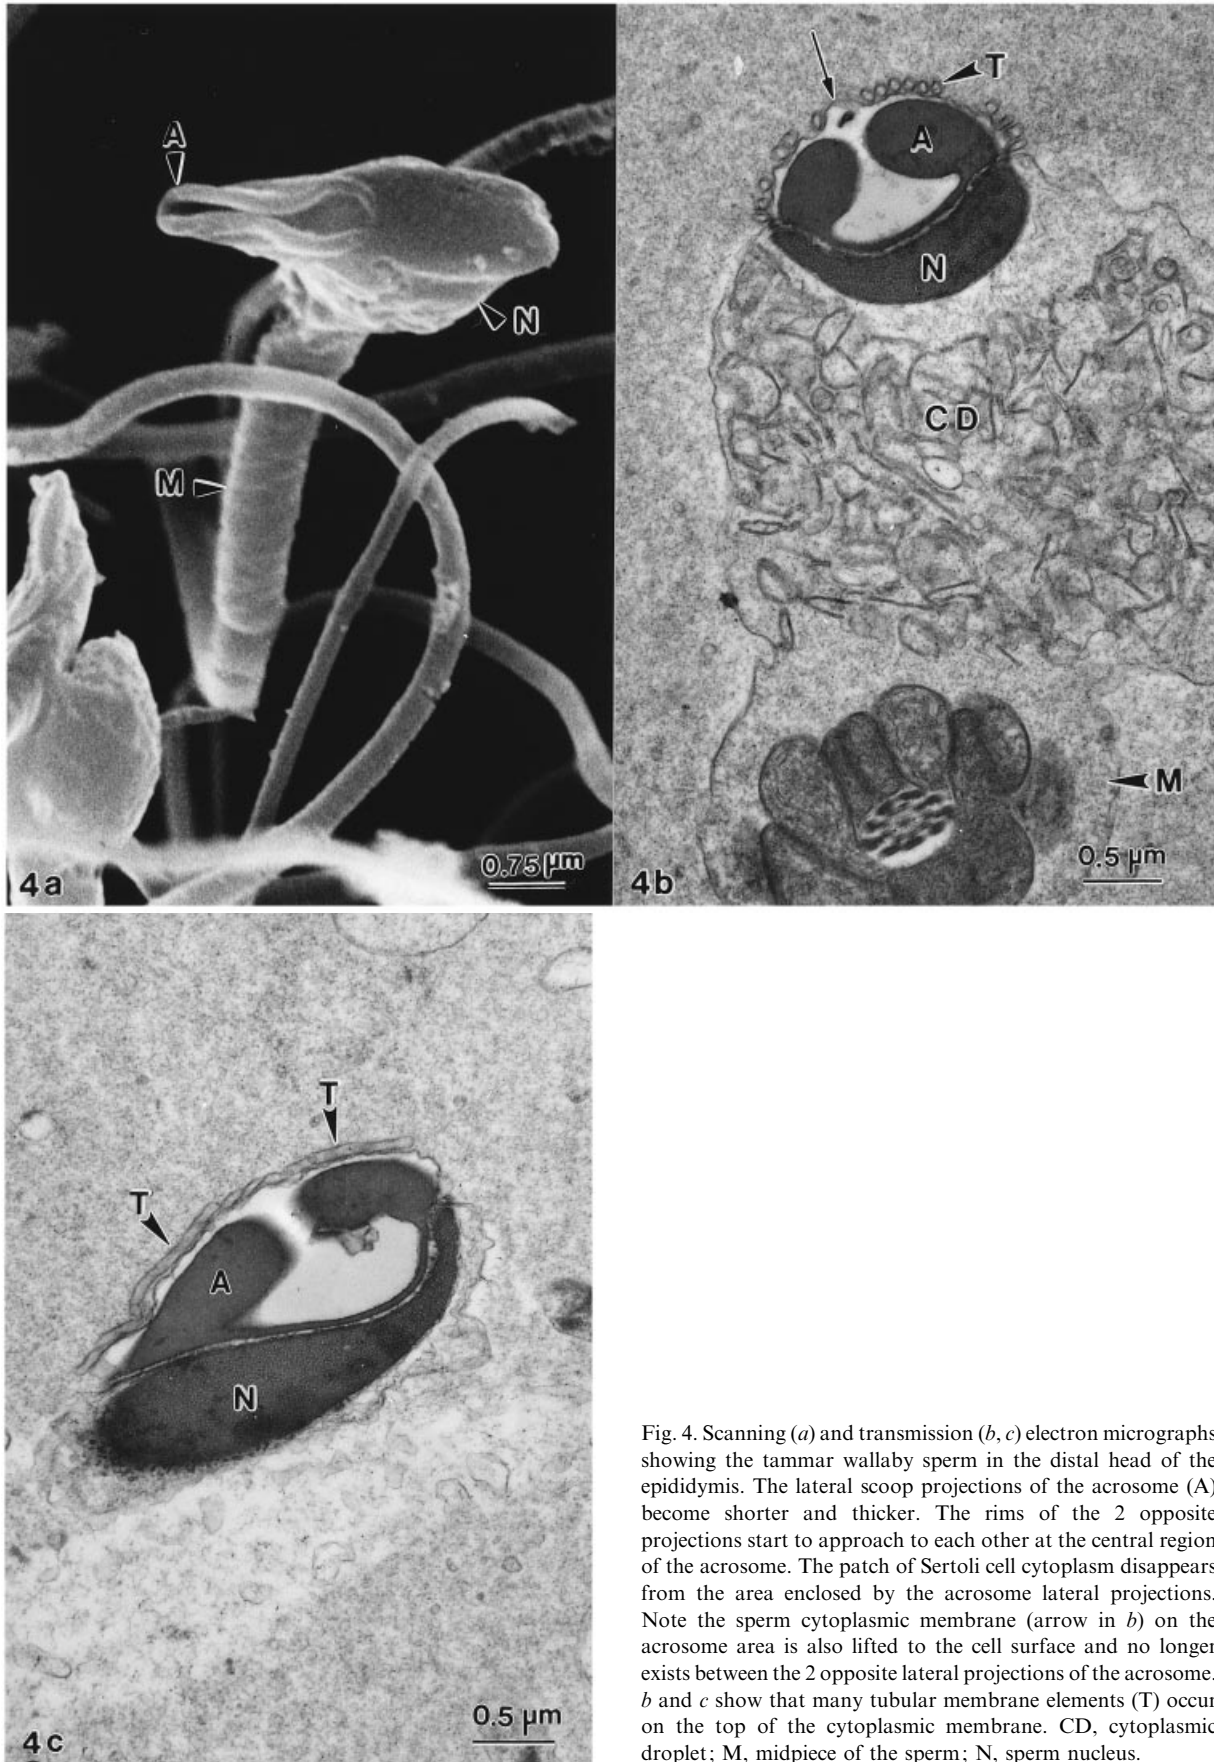 A
N
M
0.75 µm
4a
T
A
N
CD
M
0.5 µm
4b
T
T
A
N
0.5 µm
4c
Fig. 4. Scanning (a) and transmission (b, c) electron micrographs
showing the tammar wallaby sperm in the distal head of the
epididymis. The lateral scoop projections of the acrosome (A)
become shorter and thicker. The rims of the 2 opposite
projections start to approach to each other at the central region
of the acrosome. The patch of Sertoli cell cytoplasm disappears
from the area enclosed by the acrosome lateral projections.
Note the sperm cytoplasmic membrane (arrow in b) on the
acrosome area is also lifted to the cell surface and no longer
exists between the 2 opposite lateral projections of the acrosome.
b and c show that many tubular membrane elements (T) occur
on the top of the cytoplasmic membrane. CD, cytoplasmic
droplet; M, midpiece of the sperm; N, sperm nucleus.